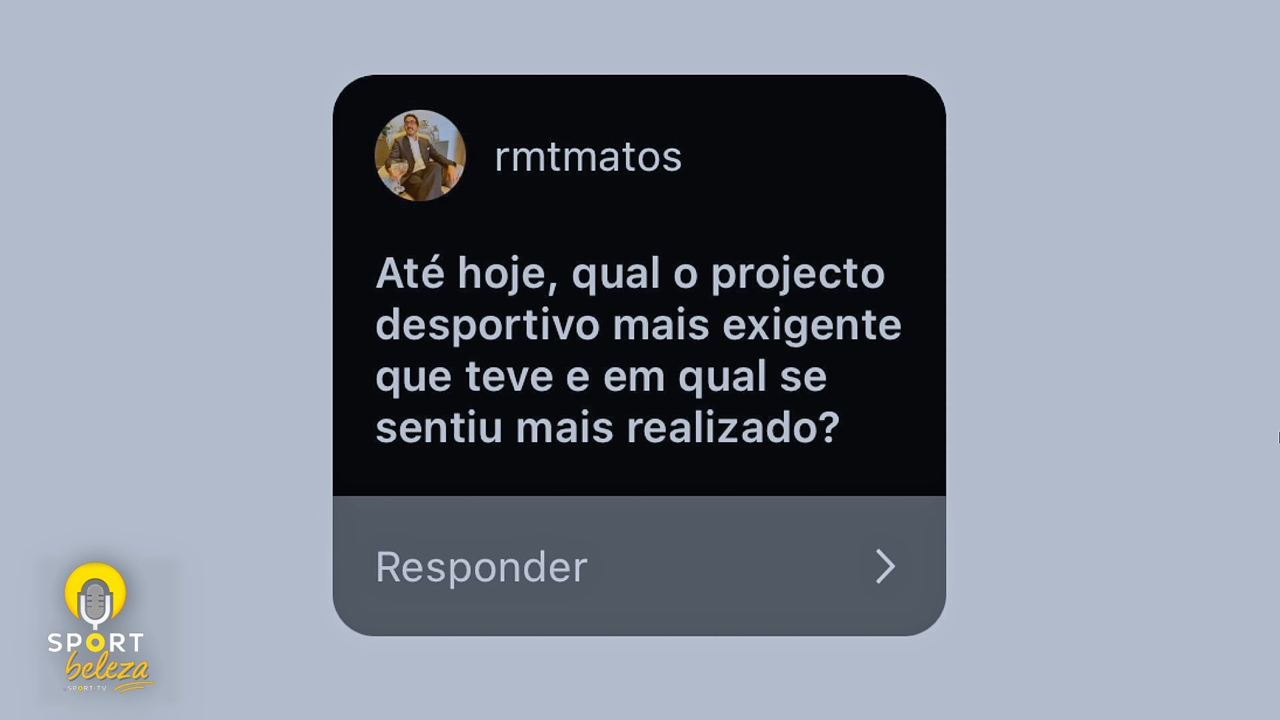 rmtmatos
Até hoje, qual o projecto
desportivo mais exigente
que teve e em qual se
sentiu mais realizado?
Responder
SPORT
beleza
SPORT TV